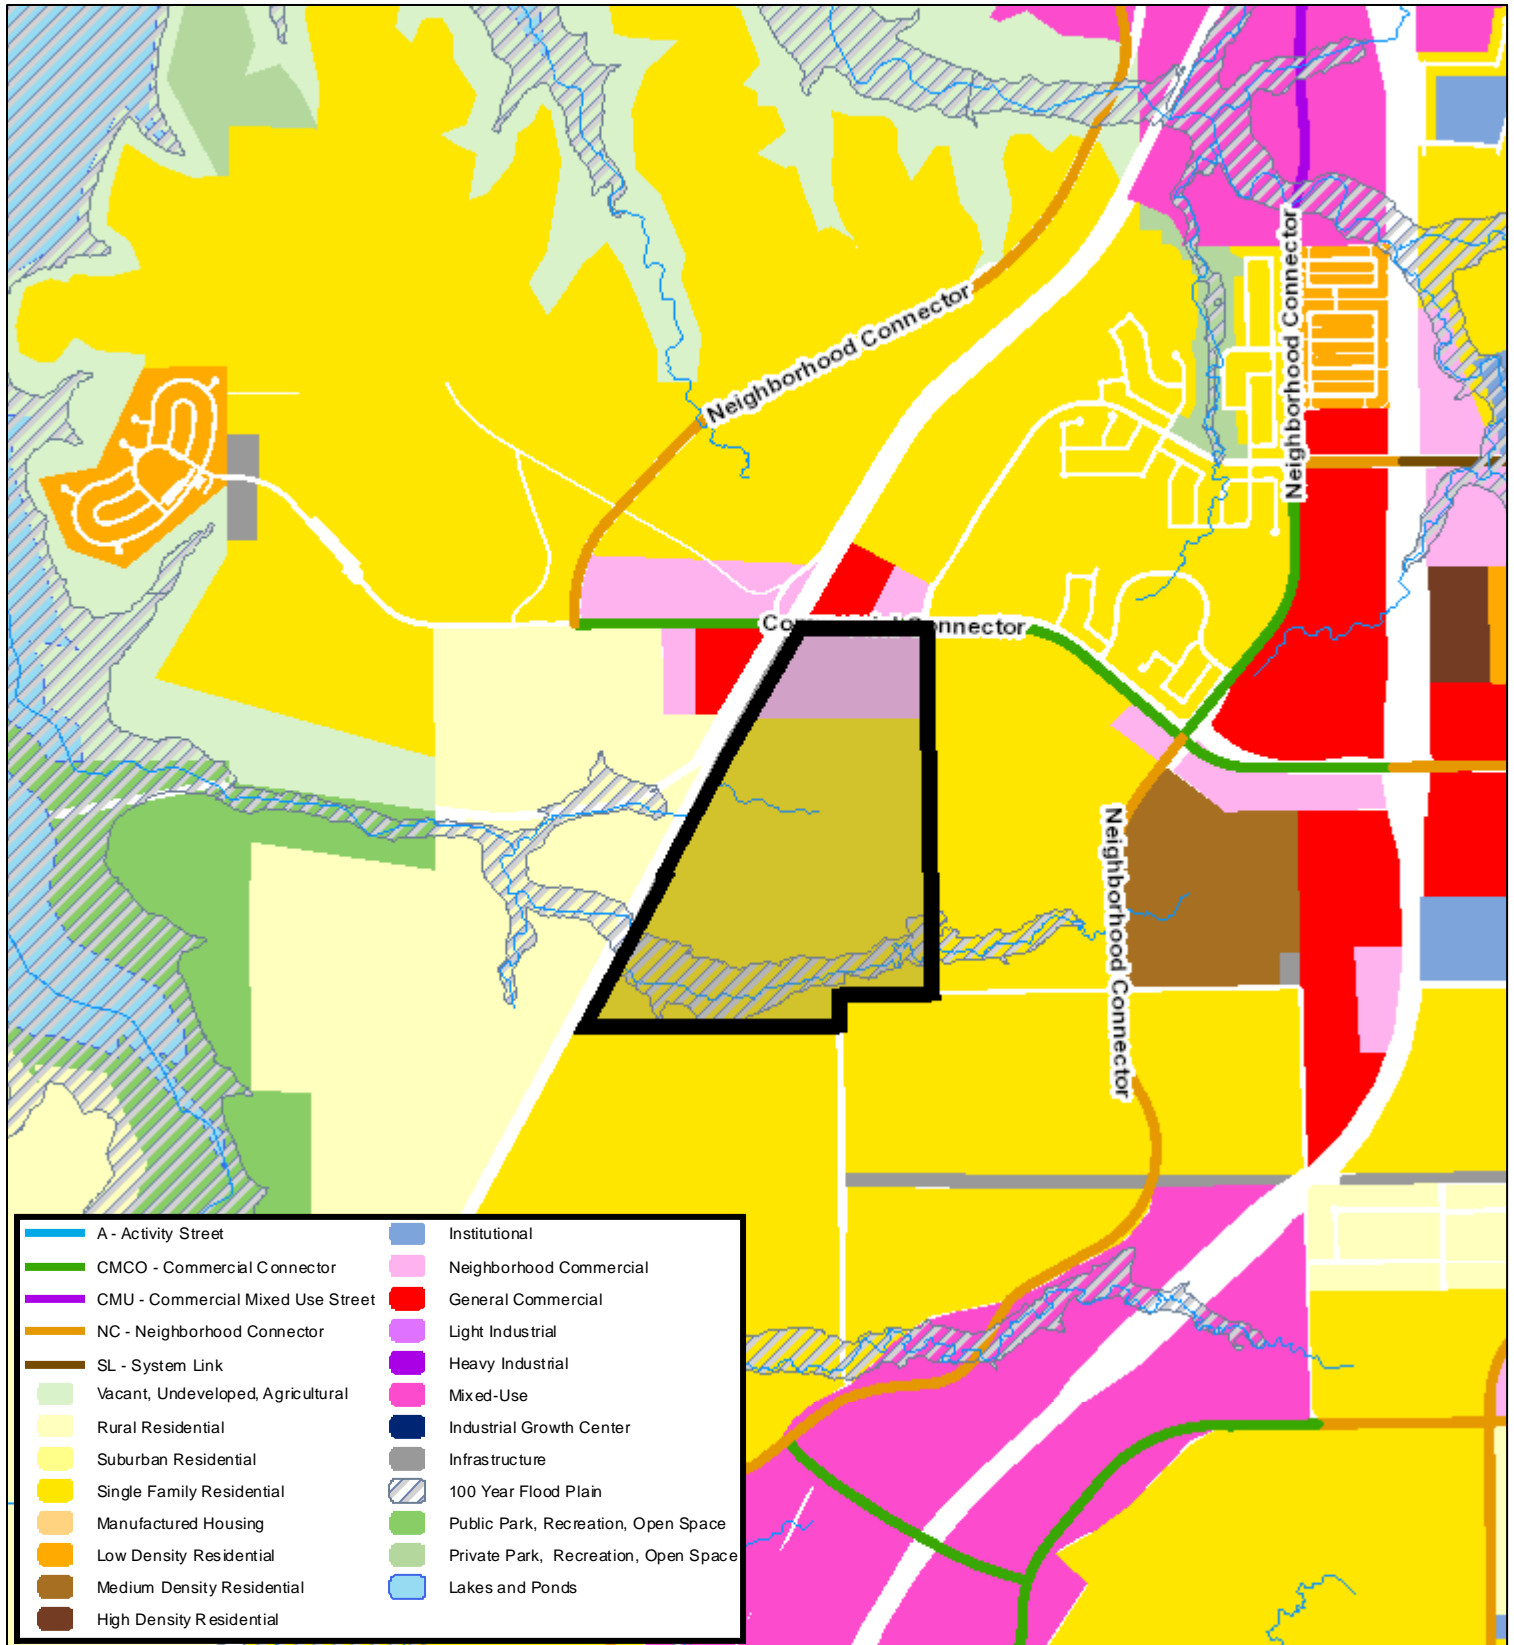 Neighborhood Connector
Neighborhood Connector
Connector
Neighborhood Connector
A - Activity Street
CMCO - Commercial Connector
CMU - Commercial Mixed Use Street
NC - Neighborhood Connector
SL - System Link
Vacant, Undeveloped, Agricultural
Rural Residential
Suburban Residential
Single Family Residential
Manufactured Housing
Low Density Residential
Medium Density Residential
High Density Residential
Institutional
Neighborhood Commercial
General Commercial
Light Industrial
Heavy Industrial
Mixed-Use
Industrial Growth Center
Infrastructure
100 Year Flood Plain
Public Park, Recreation, Open Space
Private Park, Recreation, Open Space
Lakes and Ponds